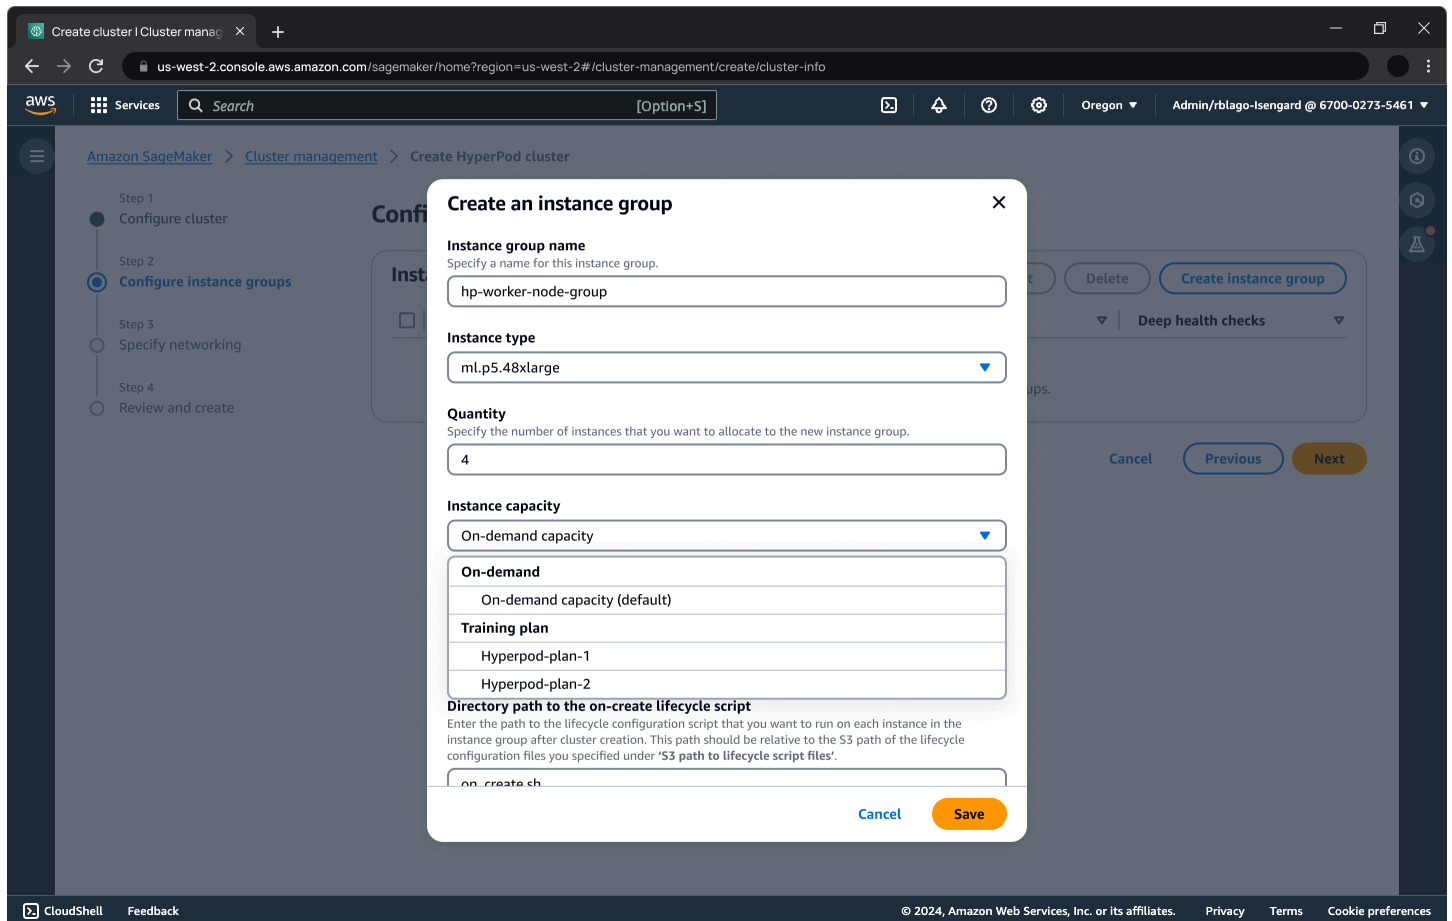 Create cluster | Cluster manag
us-west-2.console.aws.amazon.com/sagemaker/home?region=us-west-2#/cluster-management/create/cluster-info
aws
Services
Search
[Option+S]
Oregon
Admin/rblago-Isengard @ 6700-0273-5461
Amazon SageMaker
Cluster management
Create HyperPod cluster
Step 1
Configure cluster
Step 2
Configure instance groups
Step 3
Specify networking
Step 4
Review and create
Confi
Inst
t
Delete
Create instance group
Deep health checks
ups.
Cancel
Previous
Next
Create an instance group
Instance group name
Specify a name for this instance group.
hp-worker-node-group
Instance type
ml.p5.48xlarge
Quantity
Specify the number of instances that you want to allocate to the new instance group.
4
Instance capacity
On-demand capacity
On-demand
On-demand capacity (default)
Training plan
Hyperpod-plan-1
Hyperpod-plan-2
Directory path to the on-create lifecycle script
Enter the path to the lifecycle configuration script that you want to run on each instance in the
instance group after cluster creation. This path should be relative to the S3 path of the lifecycle
configuration files you specified under ‘S3 path to lifecycle script files’.
on_create.sh
Cancel
Save
CloudShell
Feedback
© 2024, Amazon Web Services, Inc. or its affiliates.
Privacy
Terms
Cookie preferences